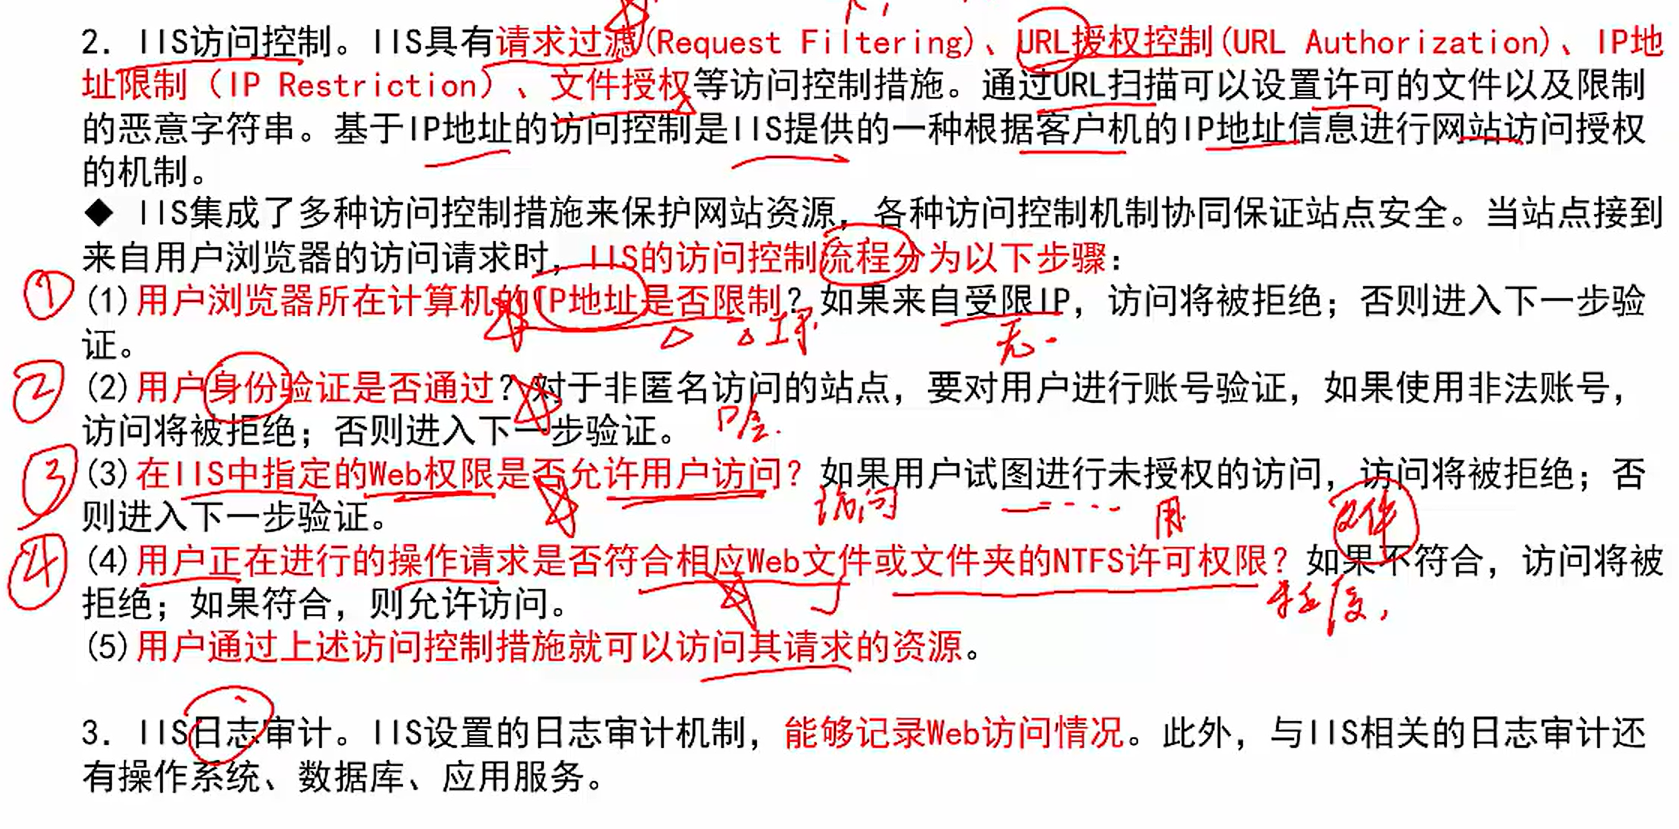 2. IIS访问控制。IIS具有请求过滤(Request Filtering)、URL授权控制(URL Authorization)、IP地
址限制（IP Restriction）、文件授权等访问控制措施。通过URL扫描可以设置许可的文件以及限制
的恶意字符串。基于IP地址的访问控制是IIS提供的一种根据客户机的IP地址信息进行网站访问授权
的机制。
◆ IIS集成了多种访问控制措施来保护网站资源，各种访问控制机制协同保证站点安全。当站点接到
来自用户浏览器的访问请求时，IIS的访问控制流程分为以下步骤：
① (1)用户浏览器所在计算机的IP地址是否限制？如果来自受限IP，访问将被拒绝；否则进入下一步验
证。
② (2)用户身份验证是否通过？对于非匿名访问的站点，要对用户进行账号验证，如果使用非法账号，
访问将被拒绝；否则进入下一步验证。
③ (3)在IIS中指定的Web权限是否允许用户访问？如果用户试图进行未授权的访问，访问将被拒绝；否
则进入下一步验证。
访问
文件
④ (4)用户正在进行的操作请求是否符合相应Web文件或文件夹的NTFS许可权限？如果不符合，访问将被
拒绝；如果符合，则允许访问。
(5)用户通过上述访问控制措施就可以访问其请求的资源。
3. IIS日志审计。IIS设置的日志审计机制，能够记录Web访问情况。此外，与IIS相关的日志审计还
有操作系统、数据库、应用服务。